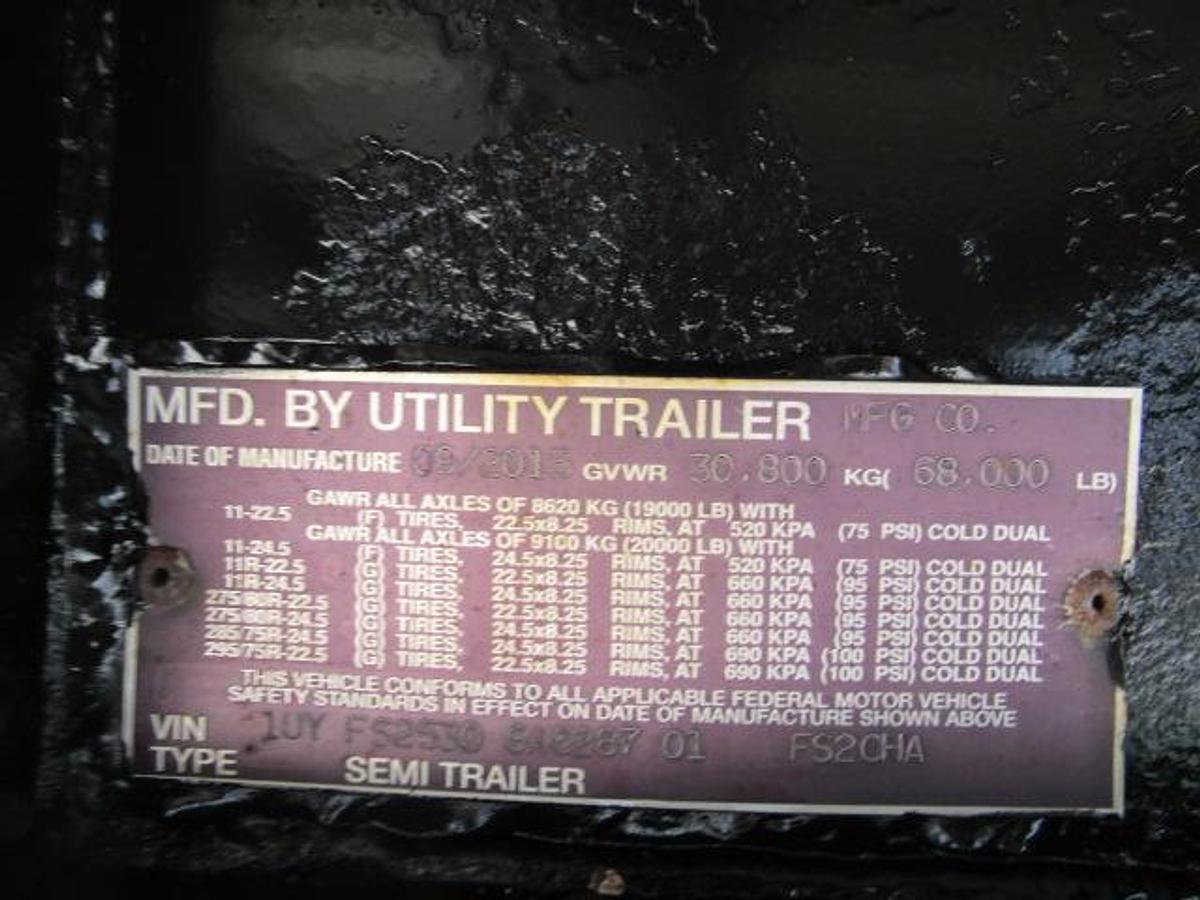 MFD. BY UTILITY TRAILER MFG CO.
DATE OF MANUFACTURE 09/2015 GVWR 30.800 KG( 68.000 LB)
GAWR ALL AXLES OF 8620 KG (19000 LB) WITH
11-22.5 (F) TIRES, 22.5x8.25 RIMS, AT 520 KPA (75 PSI) COLD DUAL
GAWR ALL AXLES OF 9100 KG (20000 LB) WITH
11-24.5 (F) TIRES, 24.5x8.25 RIMS, AT 520 KPA (75 PSI) COLD DUAL
11R-22.5 (G) TIRES, 22.5x8.25 RIMS, AT 660 KPA (95 PSI) COLD DUAL
11R-24.5 (G) TIRES, 24.5x8.25 RIMS, AT 660 KPA (95 PSI) COLD DUAL
275/80R-22.5 (G) TIRES, 22.5x8.25 RIMS, AT 660 KPA (95 PSI) COLD DUAL
275/80R-24.5 (G) TIRES, 24.5x8.25 RIMS, AT 660 KPA (95 PSI) COLD DUAL
285/75R-24.5 (G) TIRES, 24.5x8.25 RIMS, AT 690 KPA (100 PSI) COLD DUAL
295/75R-22.5 (G) TIRES, 22.5x8.25 RIMS, AT 690 KPA (100 PSI) COLD DUAL
THIS VEHICLE CONFORMS TO ALL APPLICABLE FEDERAL MOTOR VEHICLE
SAFETY STANDARDS IN EFFECT ON DATE OF MANUFACTURE SHOWN ABOVE
VIN 1UY 01 FS2CHA
TYPE SEMI TRAILER